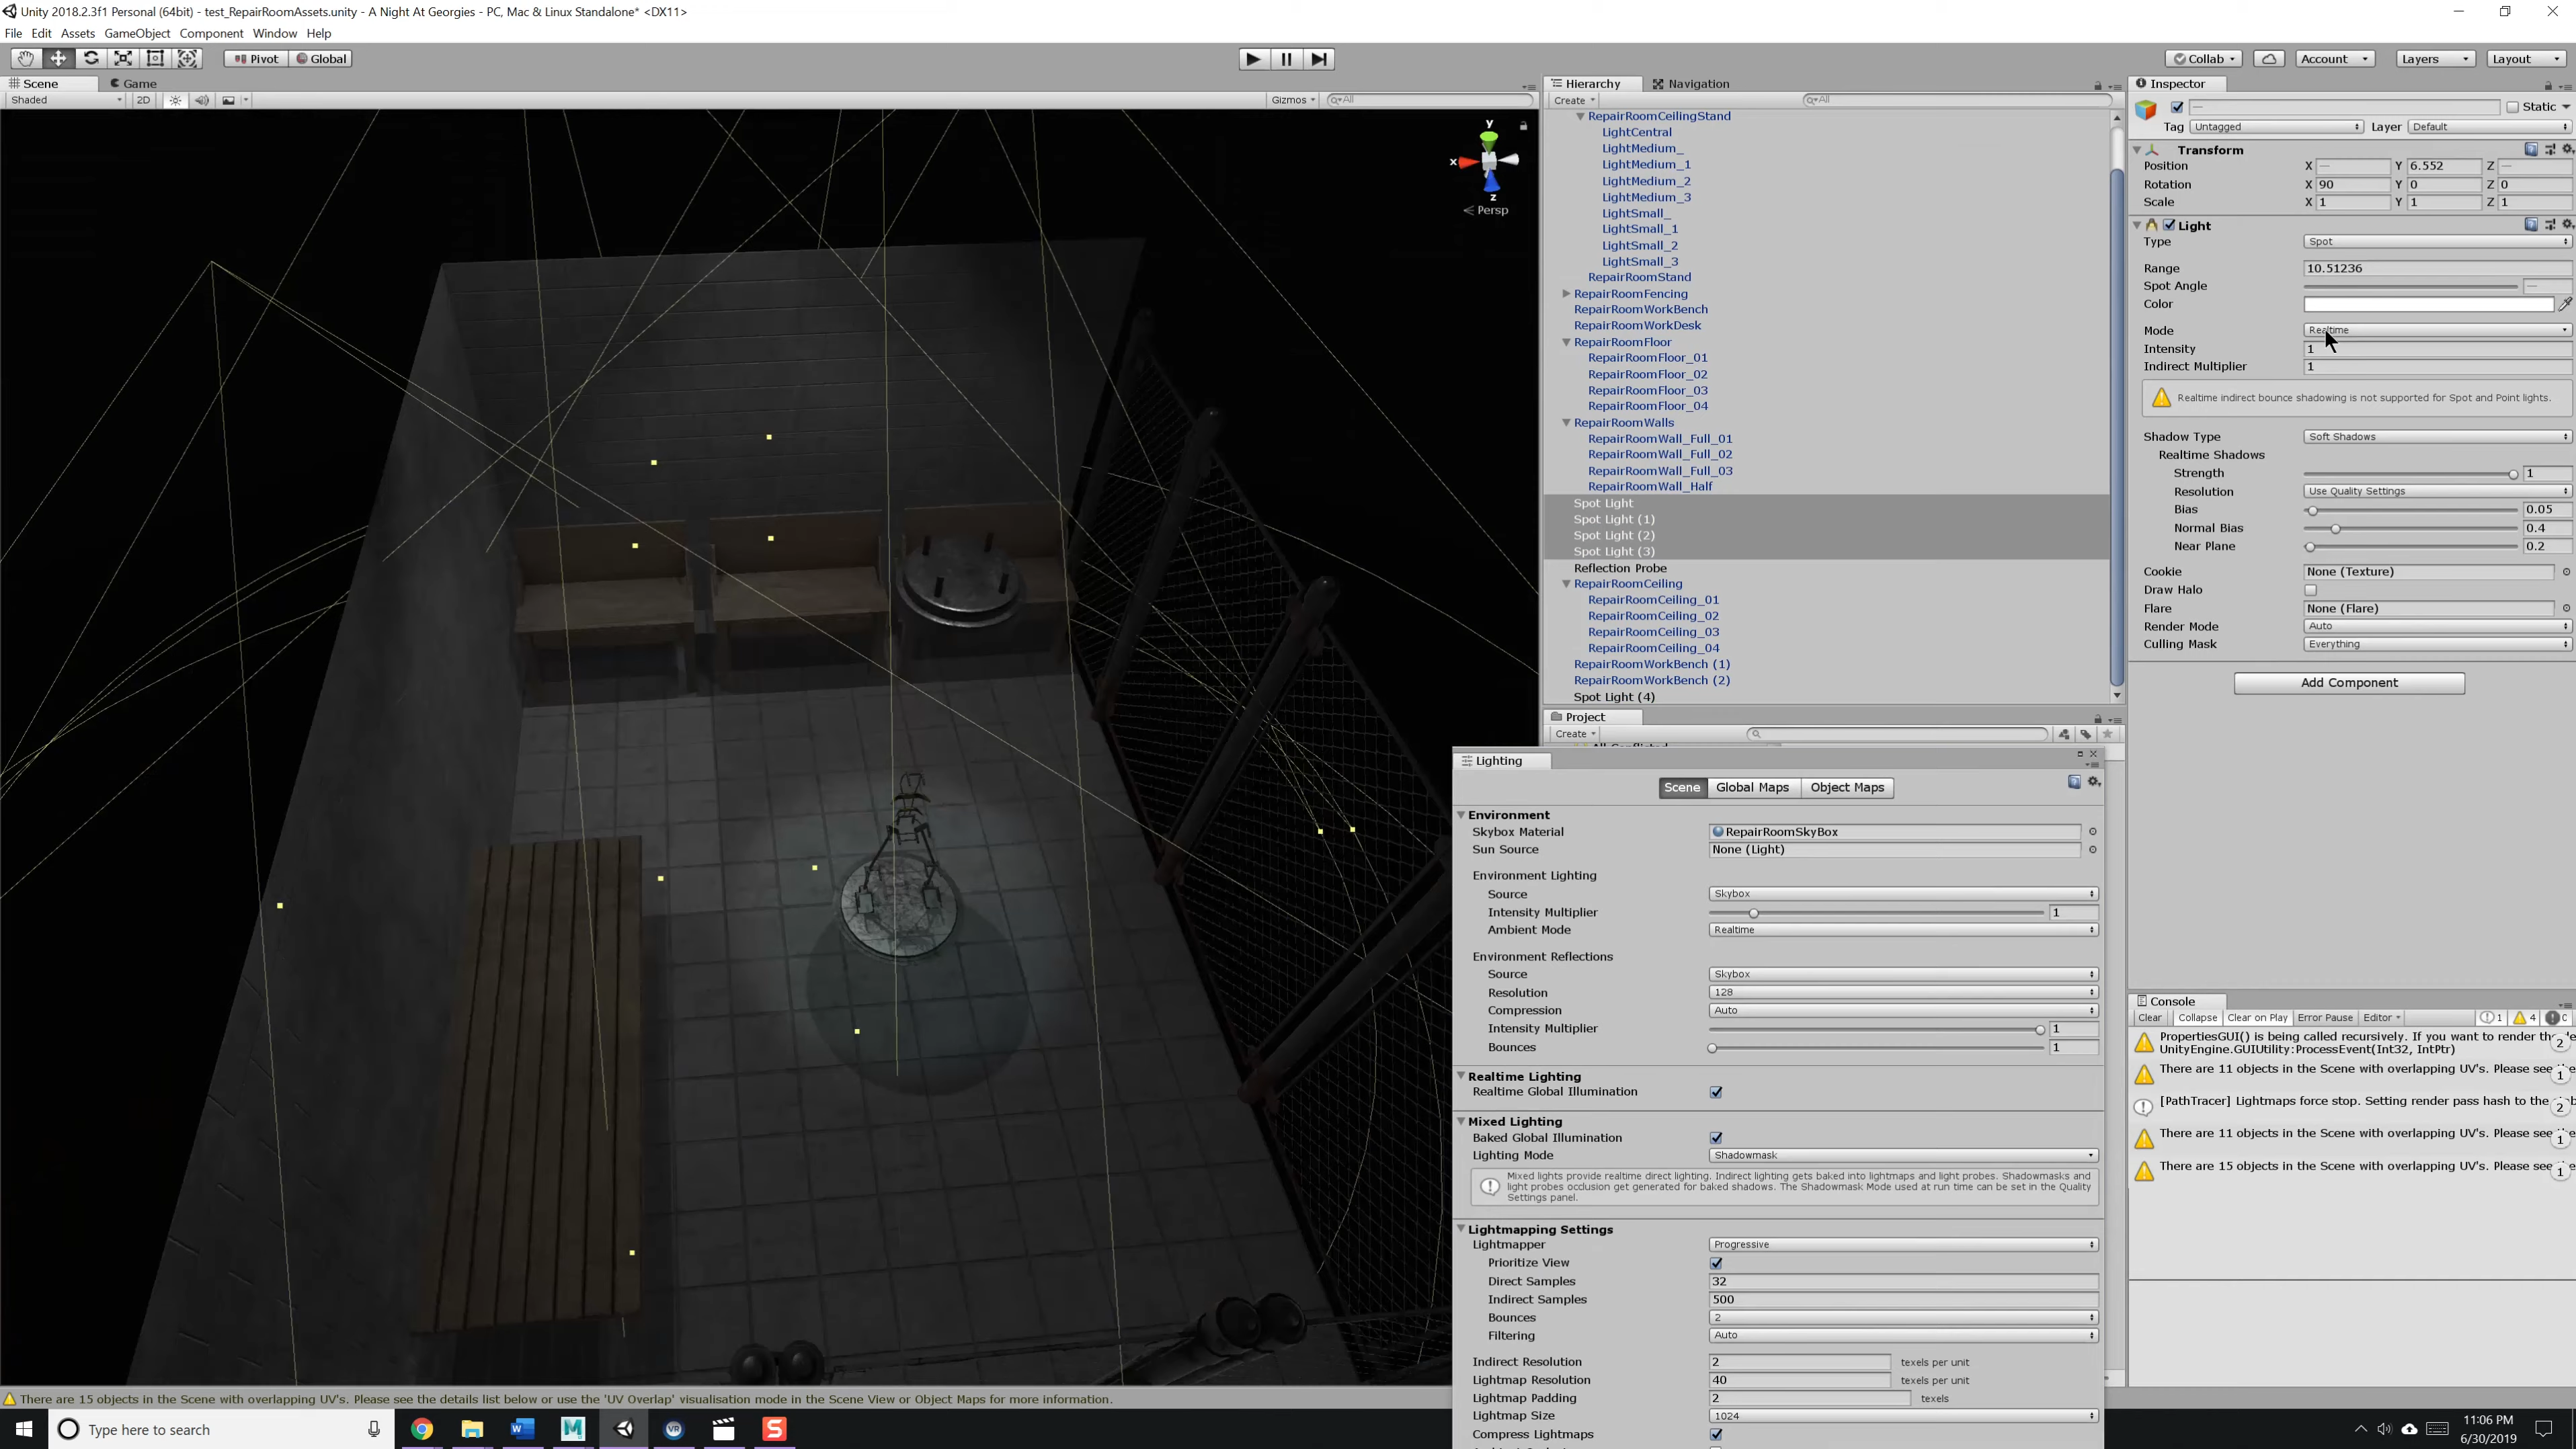 Unity 2018.2.3f1 Personal (64bit) - test_RepairRoomAssets.unity - A Night At Georgies - PC, Mac & Linux Standalone* <DX11>
File Edit Assets GameObject Component Window Help
Pivot Global
Collab Account Layers Layout
Scene Game
Shaded 2D Gizmos All
y
x
z
Persp
Hierarchy Navigation
Create All
RepairRoomCeilingStand
LightCentral
LightMedium_
LightMedium_1
LightMedium_2
LightMedium_3
LightSmall_
LightSmall_1
LightSmall_2
LightSmall_3
RepairRoomStand
RepairRoomFencing
RepairRoomWorkBench
RepairRoomWorkDesk
RepairRoomFloor
RepairRoomFloor_01
RepairRoomFloor_02
RepairRoomFloor_03
RepairRoomFloor_04
RepairRoomWalls
RepairRoomWall_Full_01
RepairRoomWall_Full_02
RepairRoomWall_Full_03
RepairRoomWall_Half
Spot Light
Spot Light (1)
Spot Light (2)
Spot Light (3)
Reflection Probe
RepairRoomCeiling
RepairRoomCeiling_01
RepairRoomCeiling_02
RepairRoomCeiling_03
RepairRoomCeiling_04
RepairRoomWorkBench (1)
RepairRoomWorkBench (2)
Spot Light (4)
Project
Create
Inspector
— Static
Tag Untagged Layer Default
Transform
Position X — Y 6.552 Z —
Rotation X 90 Y 0 Z 0
Scale X 1 Y 1 Z 1
Light
Type Spot
Range 10.51236
Spot Angle —
Color
Mode Realtime
Intensity 1
Indirect Multiplier 1
Realtime indirect bounce shadowing is not supported for Spot and Point lights.
Shadow Type Soft Shadows
Realtime Shadows
Strength 1
Resolution Use Quality Settings
Bias 0.05
Normal Bias 0.4
Near Plane 0.2
Cookie None (Texture)
Draw Halo
Flare None (Flare)
Render Mode Auto
Culling Mask Everything
Add Component
Lighting
Scene Global Maps Object Maps
Environment
Skybox Material RepairRoomSkyBox
Sun Source None (Light)
Environment Lighting
Source Skybox
Intensity Multiplier 1
Ambient Mode Realtime
Environment Reflections
Source Skybox
Resolution 128
Compression Auto
Intensity Multiplier 1
Bounces 1
Realtime Lighting
Realtime Global Illumination
Mixed Lighting
Baked Global Illumination
Lighting Mode Shadowmask
Mixed lights provide realtime direct lighting. Indirect lighting gets baked into lightmaps and light probes. Shadowmasks and
light probes occlusion get generated for baked shadows. The Shadowmask Mode used at run time can be set in the Quality
Settings panel.
Lightmapping Settings
Lightmapper Progressive
Prioritize View
Direct Samples 32
Indirect Samples 500
Bounces 2
Filtering Auto
Indirect Resolution 2 texels per unit
Lightmap Resolution 40 texels per unit
Lightmap Padding 2 texels
Lightmap Size 1024
Compress Lightmaps
Console
Clear Collapse Clear on Play Error Pause Editor 1 4 0
PropertiesGUI() is being called recursively. If you want to render the de
UnityEngine.GUIUtility:ProcessEvent(Int32, IntPtr) 2
There are 11 objects in the Scene with overlapping UV's. Please see the 1
[PathTracer] Lightmaps force stop. Setting render pass hash to the 2
There are 11 objects in the Scene with overlapping UV's. Please see the 1
There are 15 objects in the Scene with overlapping UV's. Please see the 1
There are 15 objects in the Scene with overlapping UV's. Please see the details list below or use the 'UV Overlap' visualisation mode in the Scene View or Object Maps for more information.
Type here to search
11:06 PM
6/30/2019